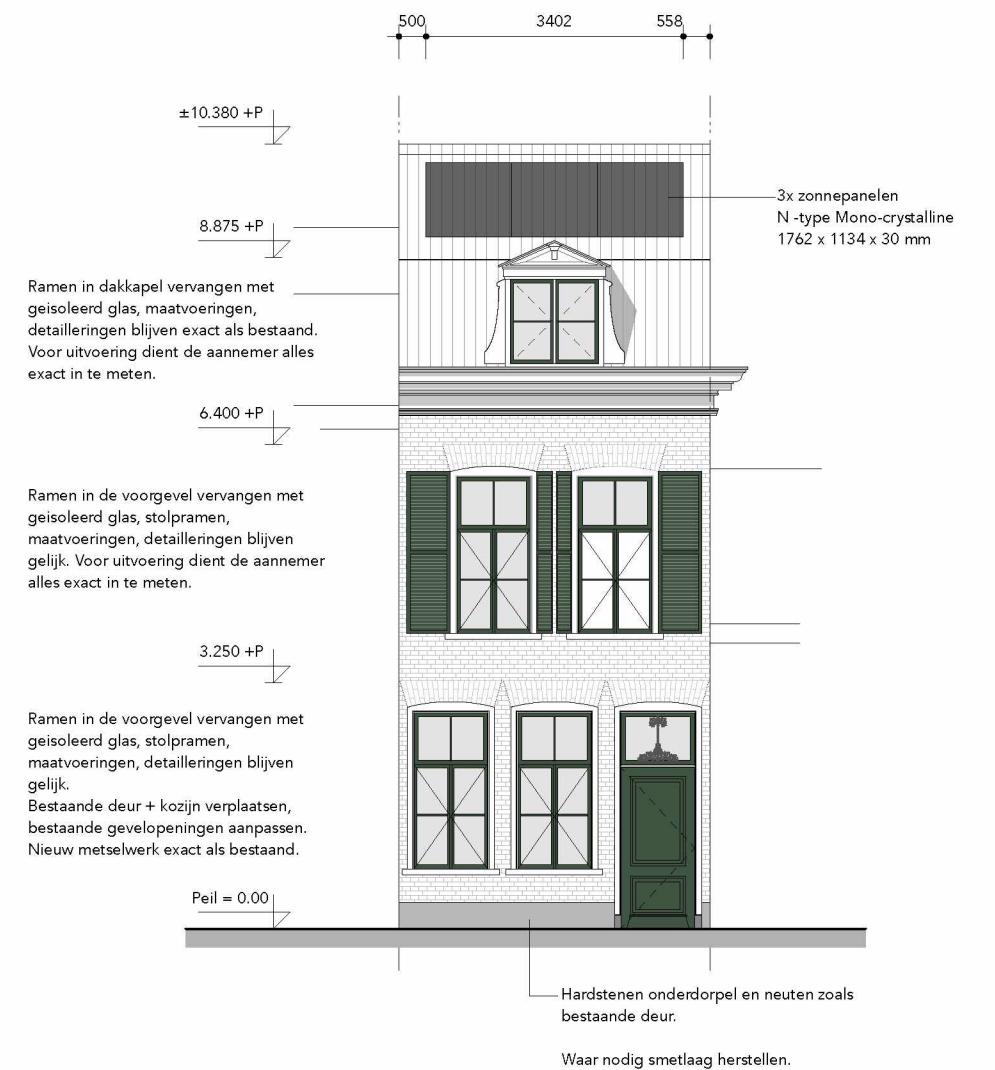 500 3402 558
±10.380 +P
3x zonnepanelen
N -type Mono-crystalline
1762 x 1134 x 30 mm
8.875 +P
Ramen in dakkapel vervangen met
geisoleerd glas, maatvoeringen,
detailleringen blijven exact als bestaand.
Voor uitvoering dient de aannemer alles
exact in te meten.
6.400 +P
Ramen in de voorgevel vervangen met
geisoleerd glas, stolpramen,
maatvoeringen, detailleringen blijven
gelijk. Voor uitvoering dient de aannemer
alles exact in te meten.
3.250 +P
Ramen in de voorgevel vervangen met
geisoleerd glas, stolpramen,
maatvoeringen, detailleringen blijven
gelijk.
Bestaande deur + kozijn verplaatsen,
bestaande gevelopeningen aanpassen.
Nieuw metselwerk exact als bestaand.
Peil = 0.00
Hardstenen onderdorpel en neuten zoals
bestaande deur.
Waar nodig smetlaag herstellen.